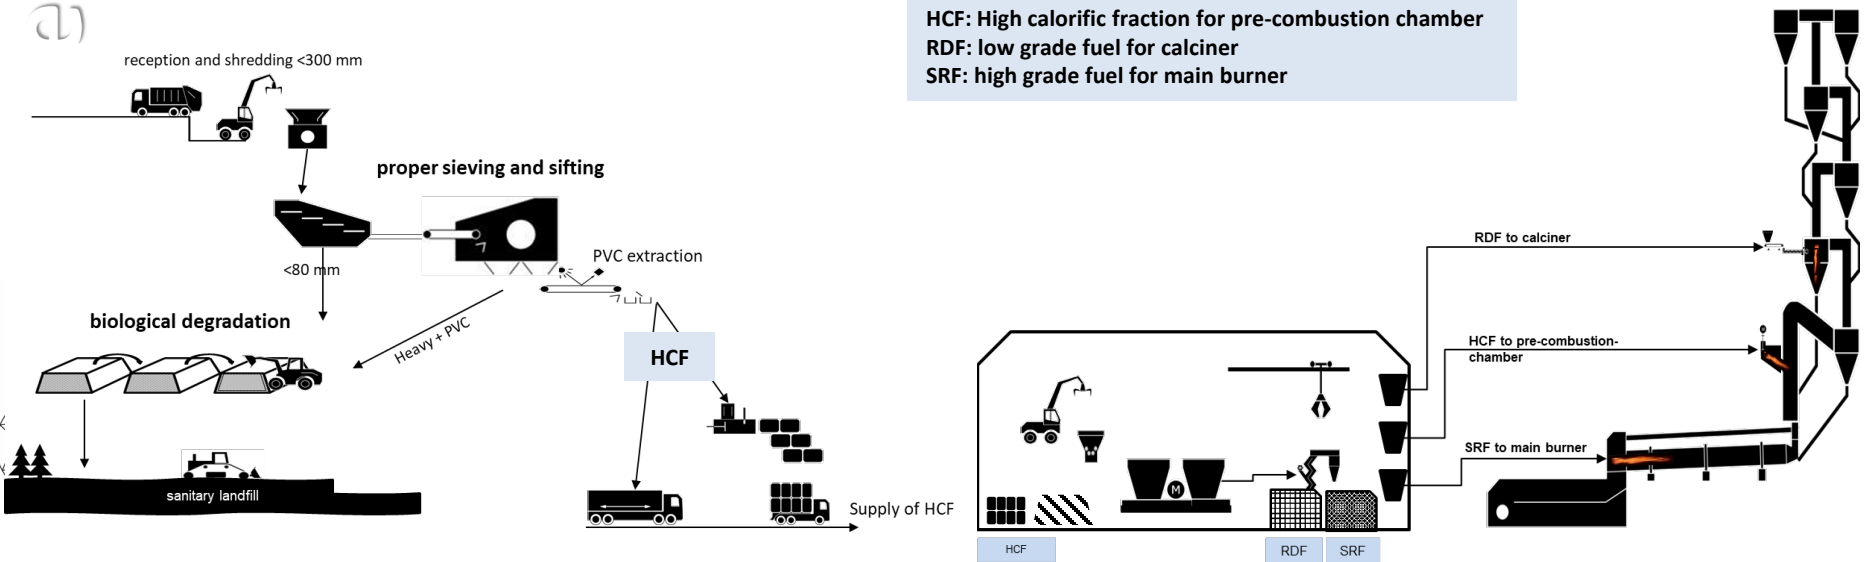 HCF: High calorific fraction for pre-combustion chamber
RDF: low grade fuel for calciner
SRF: high grade fuel for main burner
reception and shredding <300 mm
proper sieving and sifting
PVC extraction
<80 mm
biological degradation
Heavy + PVC
HCF
sanitary landfill
Supply of HCF
RDF to calciner
HCF to pre-combustion-
chamber
SRF to main burner
M
HCF
RDF
SRF